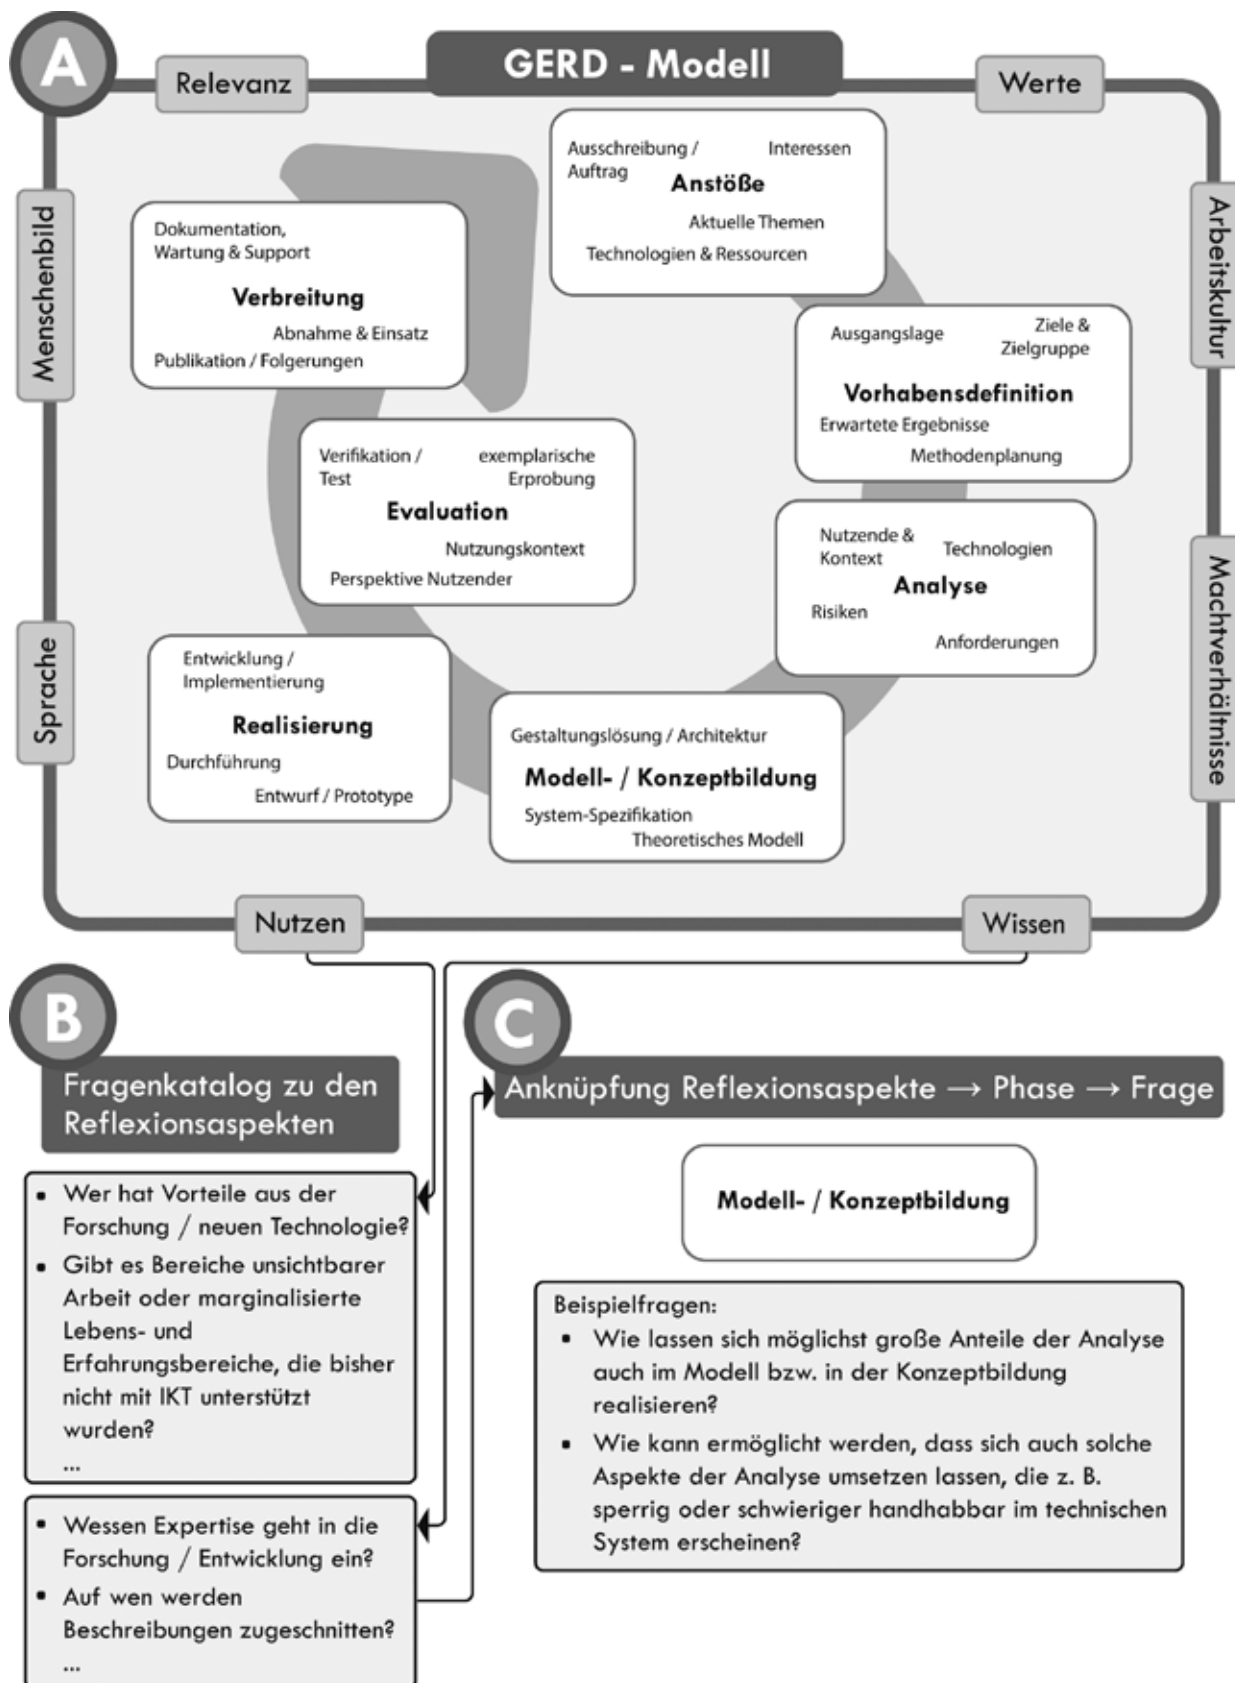 A
GERD - Modell
Relevanz
Werte
Menschenbild
Sprache
Arbeitskultur
Machtverhältnisse
Ausschreibung /
Auftrag
Interessen
Anstöße
Aktuelle Themen
Technologien & Ressourcen
Ausgangslage
Ziele &
Zielgruppe
Vorhabensdefinition
Erwartete Ergebnisse
Methodenplanung
Nutzende &
Kontext
Technologien
Analyse
Risiken
Anforderungen
Gestaltungslösung / Architektur
Modell- / Konzeptbildung
System-Spezifikation
Theoretisches Modell
Entwicklung /
Implementierung
Realisierung
Durchführung
Entwurf / Prototype
Verifikation /
Test
exemplarische
Erprobung
Evaluation
Nutzungskontext
Perspektive Nutzender
Dokumentation,
Wartung & Support
Verbreitung
Abnahme & Einsatz
Publikation / Folgerungen
Nutzen
Wissen
B
Fragenkatalog zu den
Reflexionsaspekten
▪ Wer hat Vorteile aus der
Forschung / neuen Technologie?
▪ Gibt es Bereiche unsichtbarer
Arbeit oder marginalisierte
Lebens- und
Erfahrungsbereiche, die bisher
nicht mit IKT unterstützt
wurden?
...
▪ Wessen Expertise geht in die
Forschung / Entwicklung ein?
▪ Auf wen werden
Beschreibungen zugeschnitten?
...
C
Anknüpfung Reflexionsaspekte → Phase → Frage
Modell- / Konzeptbildung
Beispielfragen:
▪ Wie lassen sich möglichst große Anteile der Analyse
auch im Modell bzw. in der Konzeptbildung
realisieren?
▪ Wie kann ermöglicht werden, dass sich auch solche
Aspekte der Analyse umsetzen lassen, die z. B.
sperrig oder schwieriger handhabbar im technischen
System erscheinen?